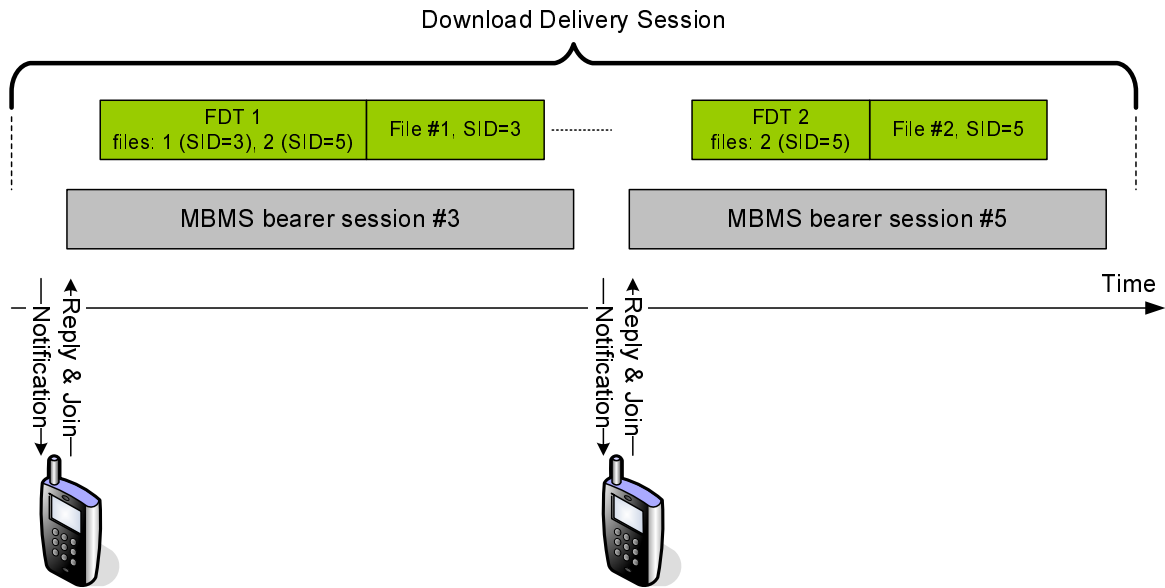 Download Delivery Session
FDT 1
files: 1 (SID=3), 2 (SID=5)
File #1, SID=3
FDT 2
files: 2 (SID=5)
File #2, SID=5
MBMS bearer session #3
MBMS bearer session #5
Time
Notification
Reply & Join
Notification
Reply & Join